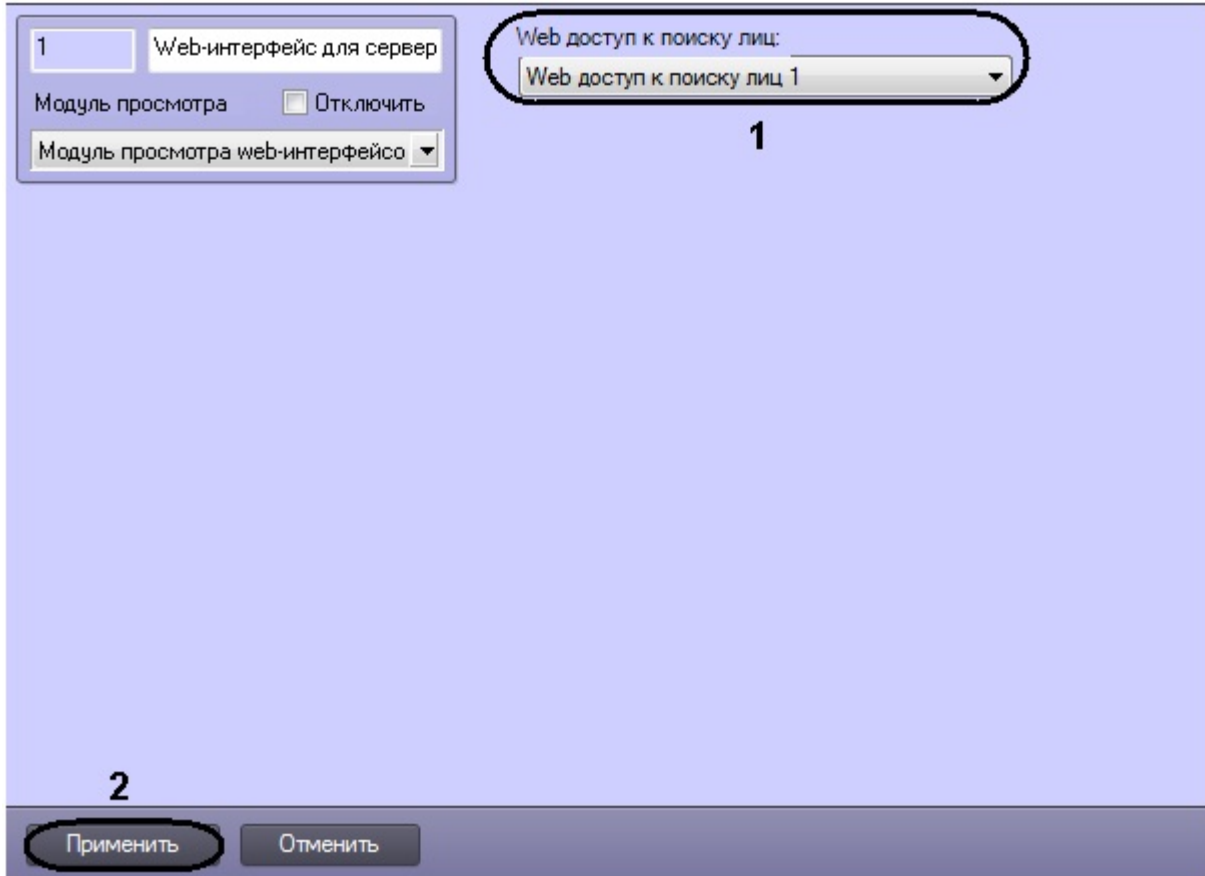 1
Web-интерфейс для сервер
Модуль просмотра
Отключить
Модуль просмотра web-интерфейсо
Web доступ к поиску лиц:
Web доступ к поиску лиц 1
1
2
Применить
Отменить